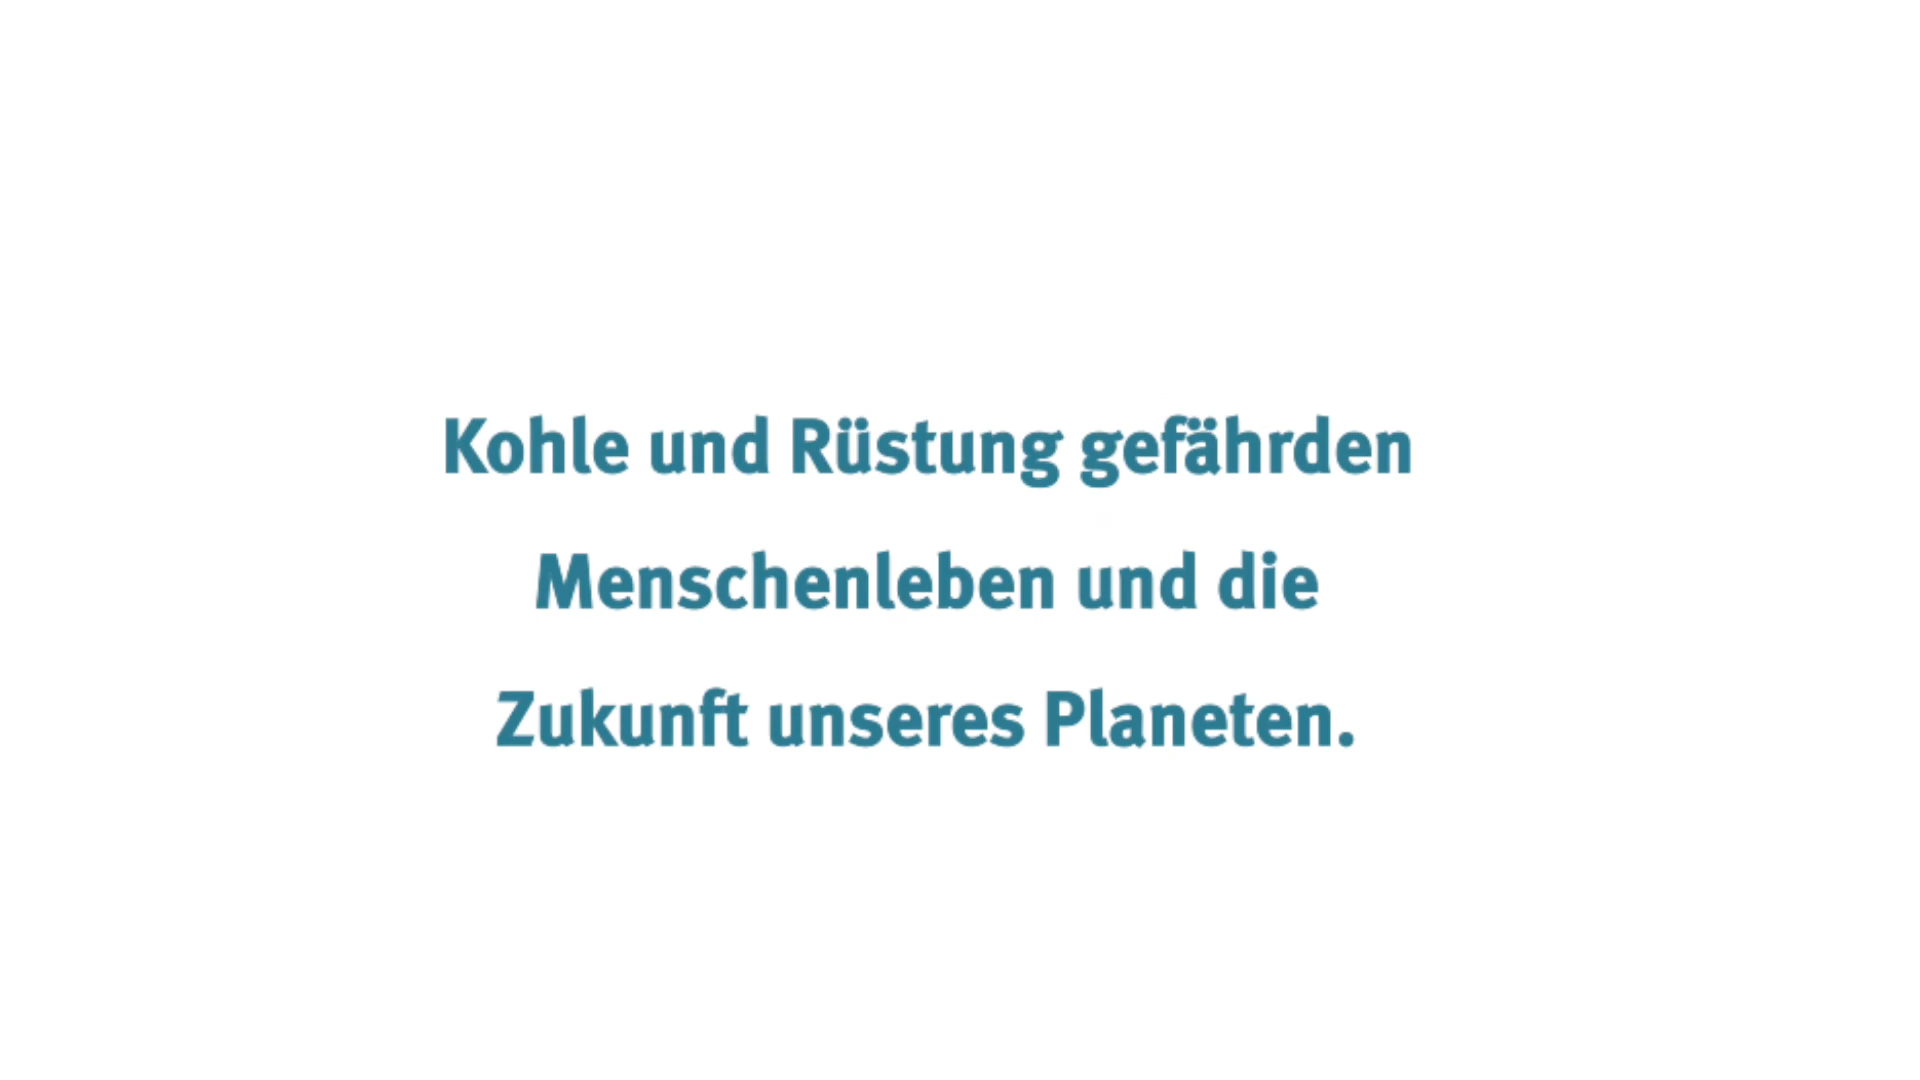 Kohle und Rüstung gefährden
Menschenleben und die
Zukunft unseres Planeten.